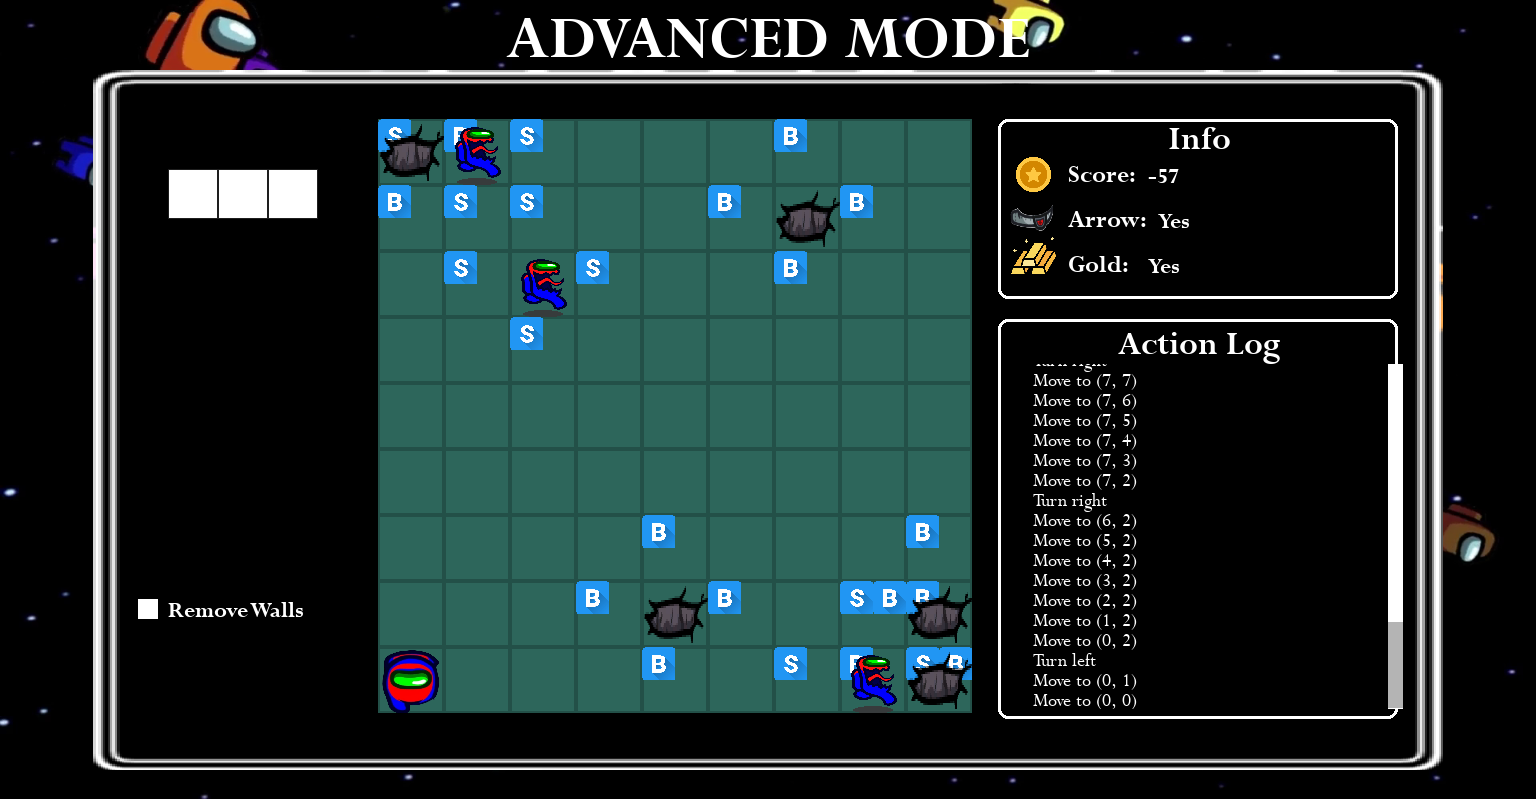 ADVANCED MODE
S B S B
B S S B B
S S B
S
B B
B B S B B
B S B S B
Remove Walls
Info
Score: -57
Arrow: Yes
Gold: Yes
Action Log
Turn right
Move to (7, 7)
Move to (7, 6)
Move to (7, 5)
Move to (7, 4)
Move to (7, 3)
Move to (7, 2)
Turn right
Move to (6, 2)
Move to (5, 2)
Move to (4, 2)
Move to (3, 2)
Move to (2, 2)
Move to (1, 2)
Move to (0, 2)
Turn left
Move to (0, 1)
Move to (0, 0)